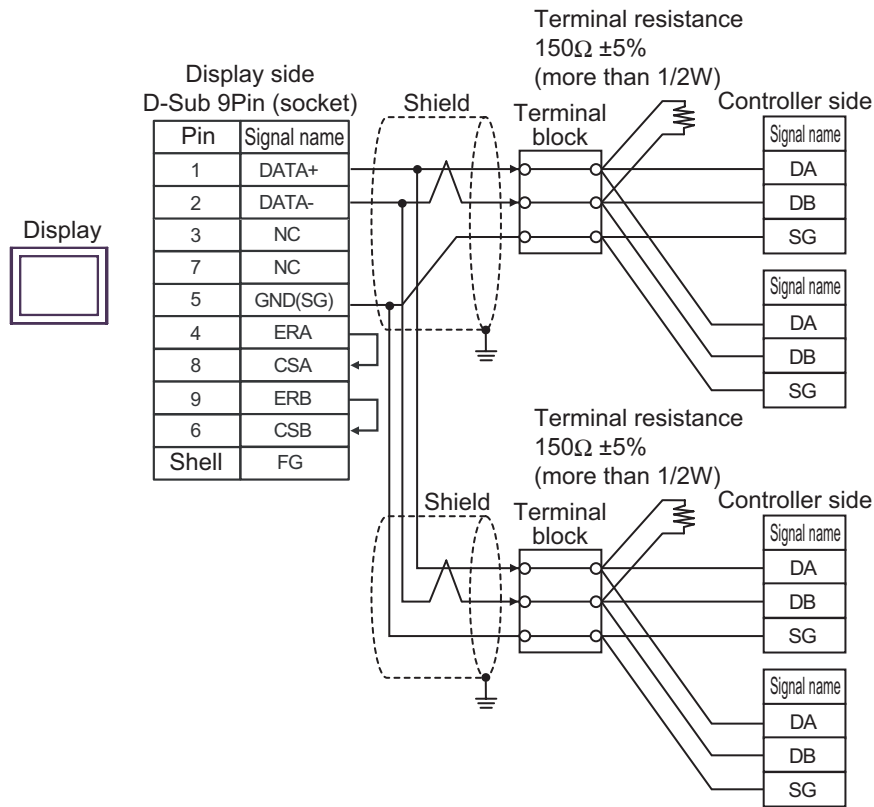 Terminal resistance
150Ω ±5%
(more than 1/2W)
Display side
D-Sub 9Pin (socket)
Shield
Terminal
block
Controller side
Display
Pin Signal name
1 DATA+
2 DATA-
3 NC
7 NC
5 GND(SG)
4 ERA
8 CSA
9 ERB
6 CSB
Shell FG
Signal name
DA
DB
SG
Signal name
DA
DB
SG
Terminal resistance
150Ω ±5%
(more than 1/2W)
Shield
Terminal
block
Controller side
Signal name
DA
DB
SG
Signal name
DA
DB
SG